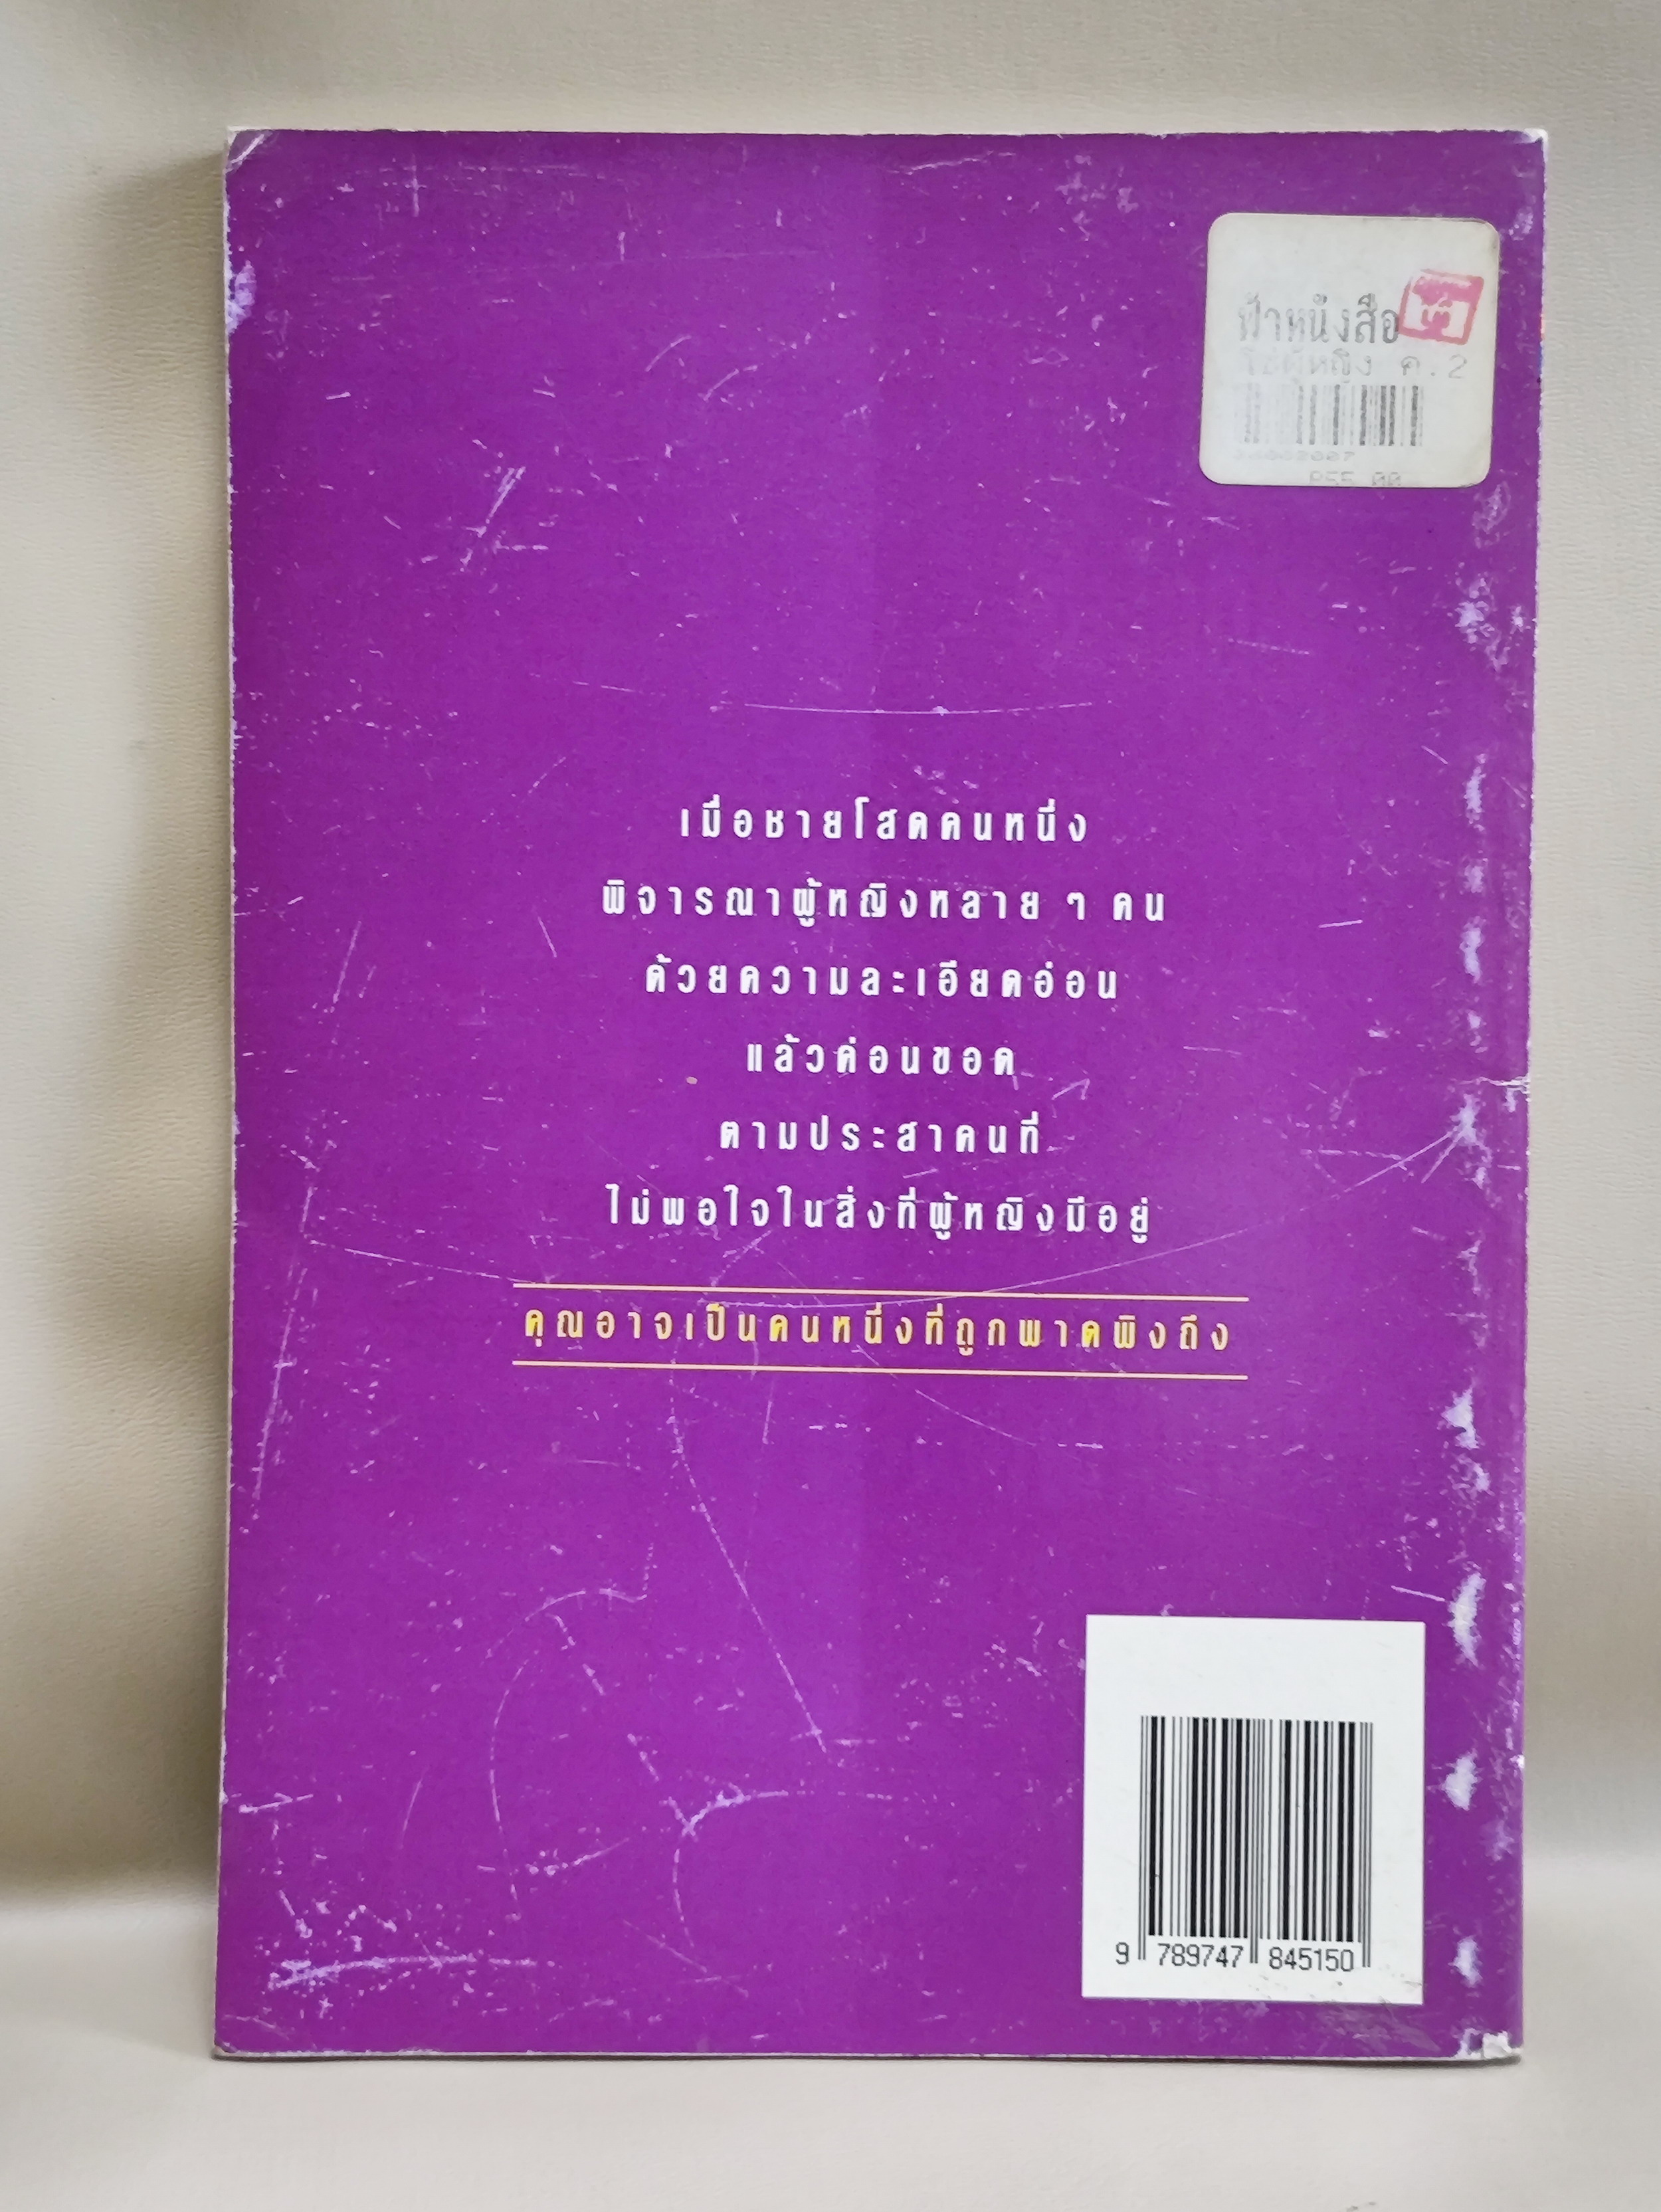 ฟ้าหนังสือ
ค.2
เมื่อชายโสดคนหนึ่ง
พิจารณาผู้หญิงหลาย ๆ คน
ด้วยความละเอียดอ่อน
แล้วค่อนขอด
ตามประสาคนที่
ไม่พอใจในสิ่งที่ผู้หญิงมีอยู่
คุณอาจเป็นคนหนึ่งที่ถูกพาดพิงถึง
9 789747 845150